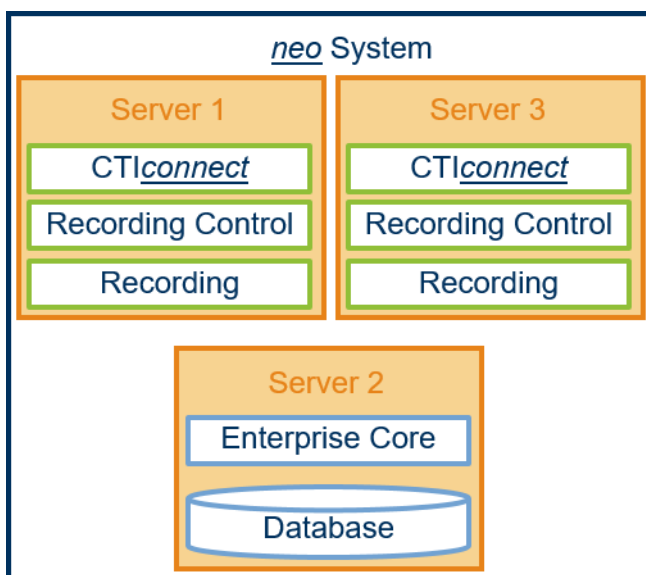 neo System
Server 1
CTIconnect
Recording Control
Recording
Server 3
CTIconnect
Recording Control
Recording
Server 2
Enterprise Core
Database